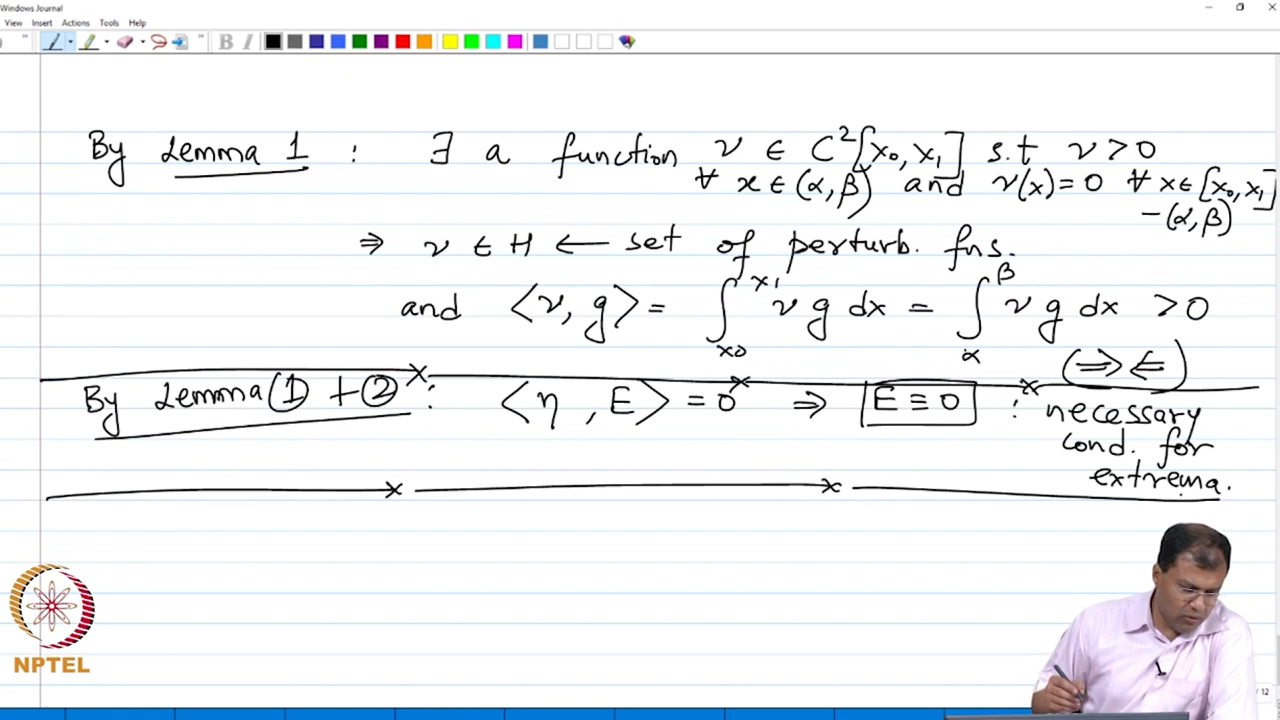 Windows Journal
View Insert Actions Tools Help
By Lemma 1 : ∃ a function ν ∈ C²[x₀, x₁] s.t ν > 0
∀ x ∈ (α, β) and ν(x) = 0 ∀ x ∈ [x₀, x₁]
– (α, β)
⇒ ν ∈ H ← set of perturb. fns.
and ⟨ν, g⟩ = ∫_{x0}^{x₁} ν g dx = ∫_α^β ν g dx > 0
(⇒⇐)
By Lemma ① + ② : ⟨η, E⟩ = 0 ⇒ E ≡ 0 : necessary
cond. for
extrema.
NPTEL
/ 12